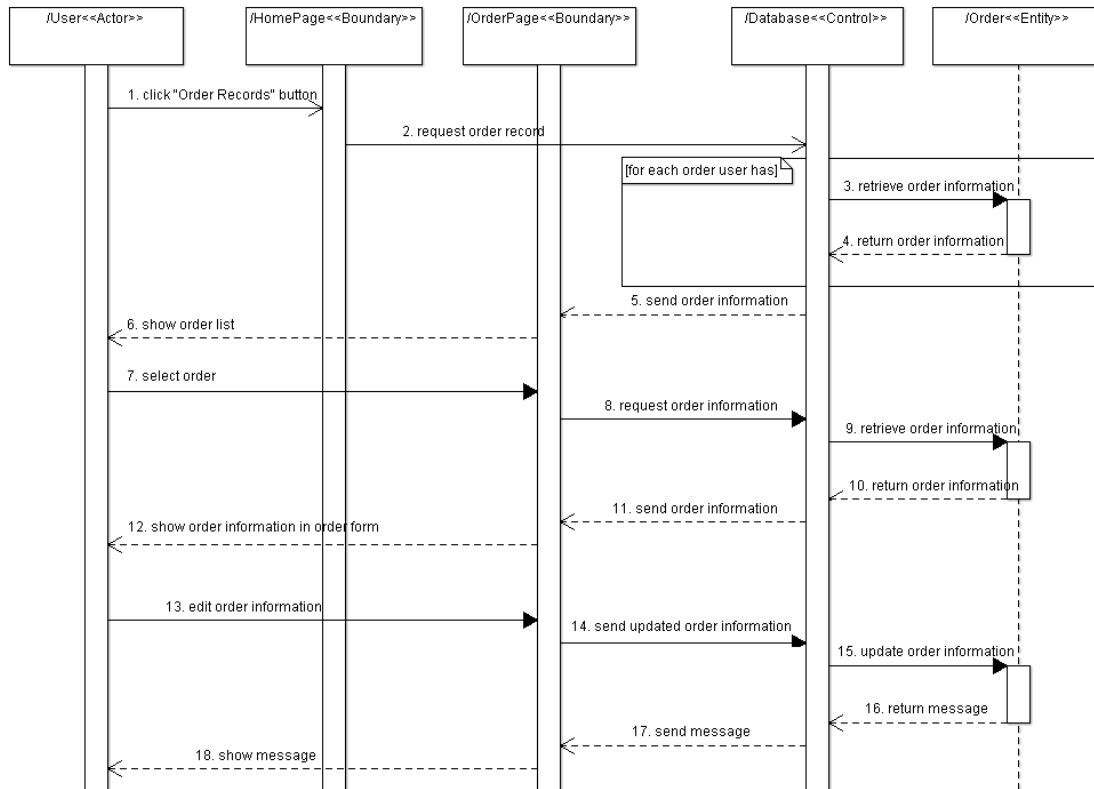 /User<<Actor>>
/HomePage<<Boundary>>
/OrderPage<<Boundary>>
/Database<<Control>>
/Order<<Entity>>
1. click "Order Records" button
2. request order record
[for each order user has]
3. retrieve order information
4. return order information
5. send order information
6. show order list
7. select order
8. request order information
9. retrieve order information
10. return order information
11. send order information
12. show order information in order form
13. edit order information
14. send updated order information
15. update order information
16. return message
17. send message
18. show message